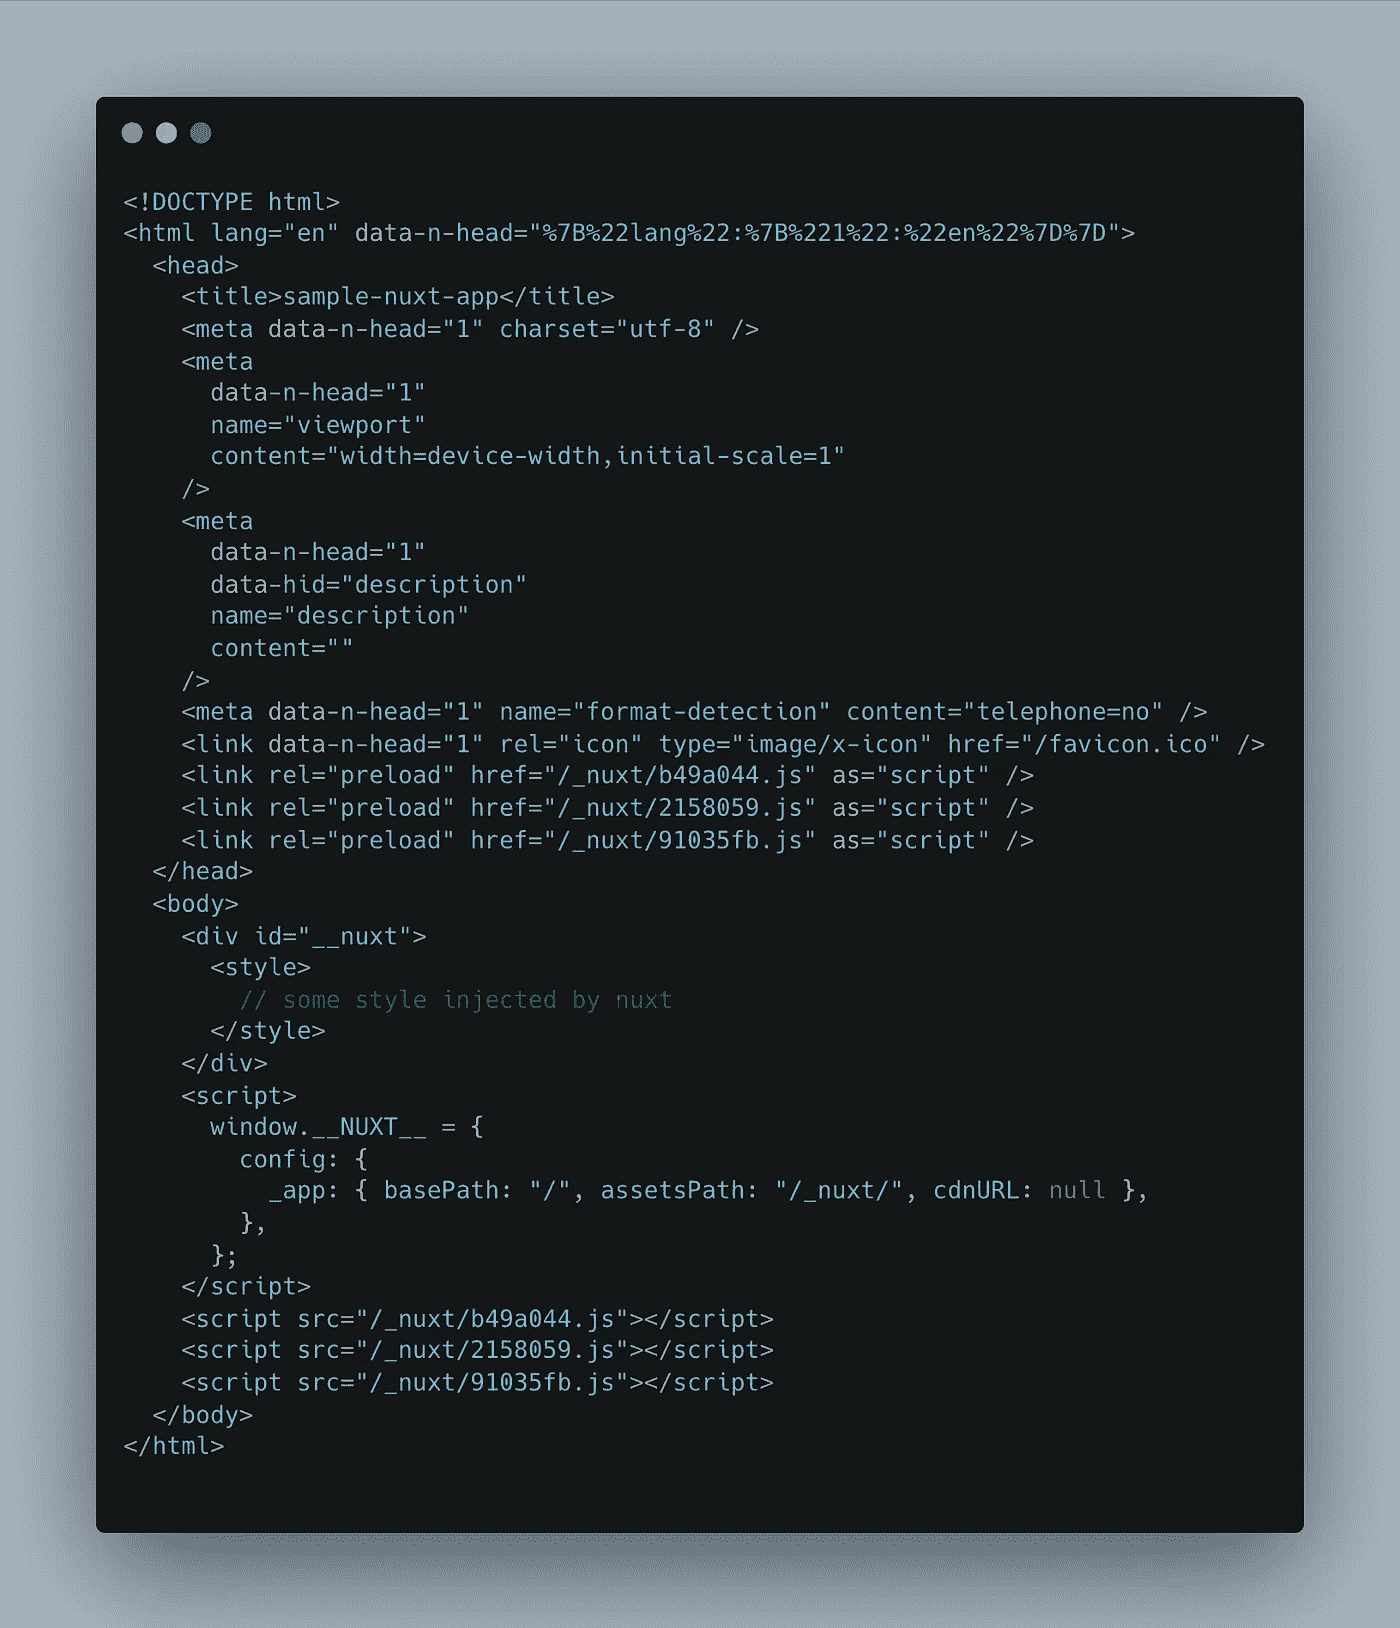 <!DOCTYPE html>
<html lang="en" data-n-head="%7B%22lang%22:%7B%221%22:%22en%22%7D%7D">
  <head>
    <title>sample-nuxt-app</title>
    <meta data-n-head="1" charset="utf-8" />
    <meta
      data-n-head="1"
      name="viewport"
      content="width=device-width,initial-scale=1"
    />
    <meta
      data-n-head="1"
      data-hid="description"
      name="description"
      content=""
    />
    <meta data-n-head="1" name="format-detection" content="telephone=no" />
    <link data-n-head="1" rel="icon" type="image/x-icon" href="/favicon.ico" />
    <link rel="preload" href="/_nuxt/b49a044.js" as="script" />
    <link rel="preload" href="/_nuxt/2158059.js" as="script" />
    <link rel="preload" href="/_nuxt/91035fb.js" as="script" />
  </head>
  <body>
    <div id="__nuxt">
      <style>
        // some style injected by nuxt
      </style>
    </div>
    <script>
      window.__NUXT__ = {
        config: {
          _app: { basePath: "/", assetsPath: "/_nuxt/", cdnURL: null },
        },
      };
    </script>
    <script src="/_nuxt/b49a044.js"></script>
    <script src="/_nuxt/2158059.js"></script>
    <script src="/_nuxt/91035fb.js"></script>
  </body>
</html>